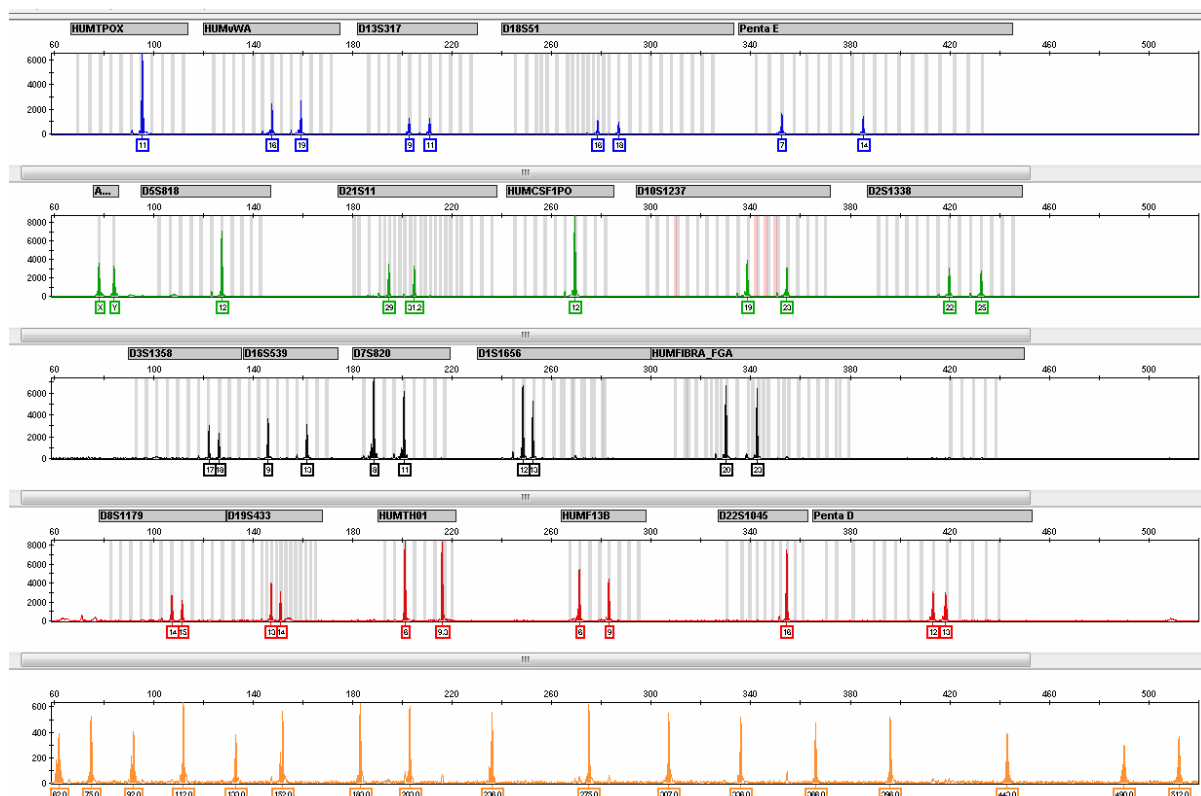 HUMTPOX HUMvWA D13S317 D18S51 Penta E
60 100 140 180 220 260 300 340 380 420 460 500
6000
4000
2000
0
11 16 19 9 11 16 18 7 14
A... D5S818 D21S11 HUMCSF1PO D10S1237 D2S1338
60 100 140 180 220 260 300 340 380 420 460 500
8000
6000
4000
2000
0
X Y 12 29 31.2 12 19 23 22 25
D3S1358 D16S539 D7S820 D1S1656 HUMFIBRA_FGA
60 100 140 180 220 260 300 340 380 420 460 500
6000
4000
2000
0
17 18 9 13 8 11 12 13 20 23
D8S1179 D19S433 HUMTH01 HUMF13B D22S1045 Penta D
60 100 140 180 220 260 300 340 380 420 460 500
8000
6000
4000
2000
0
14 15 13 14 6 9.3 6 9 16 12 13
60 100 140 180 220 260 300 340 380 420 460 500
600
400
200
0
62.0 75.0 92.0 112.0 133.0 152.0 183.0 203.0 236.0 275.0 307.0 336.0 366.0 396.0 443.0 490.0 512.0